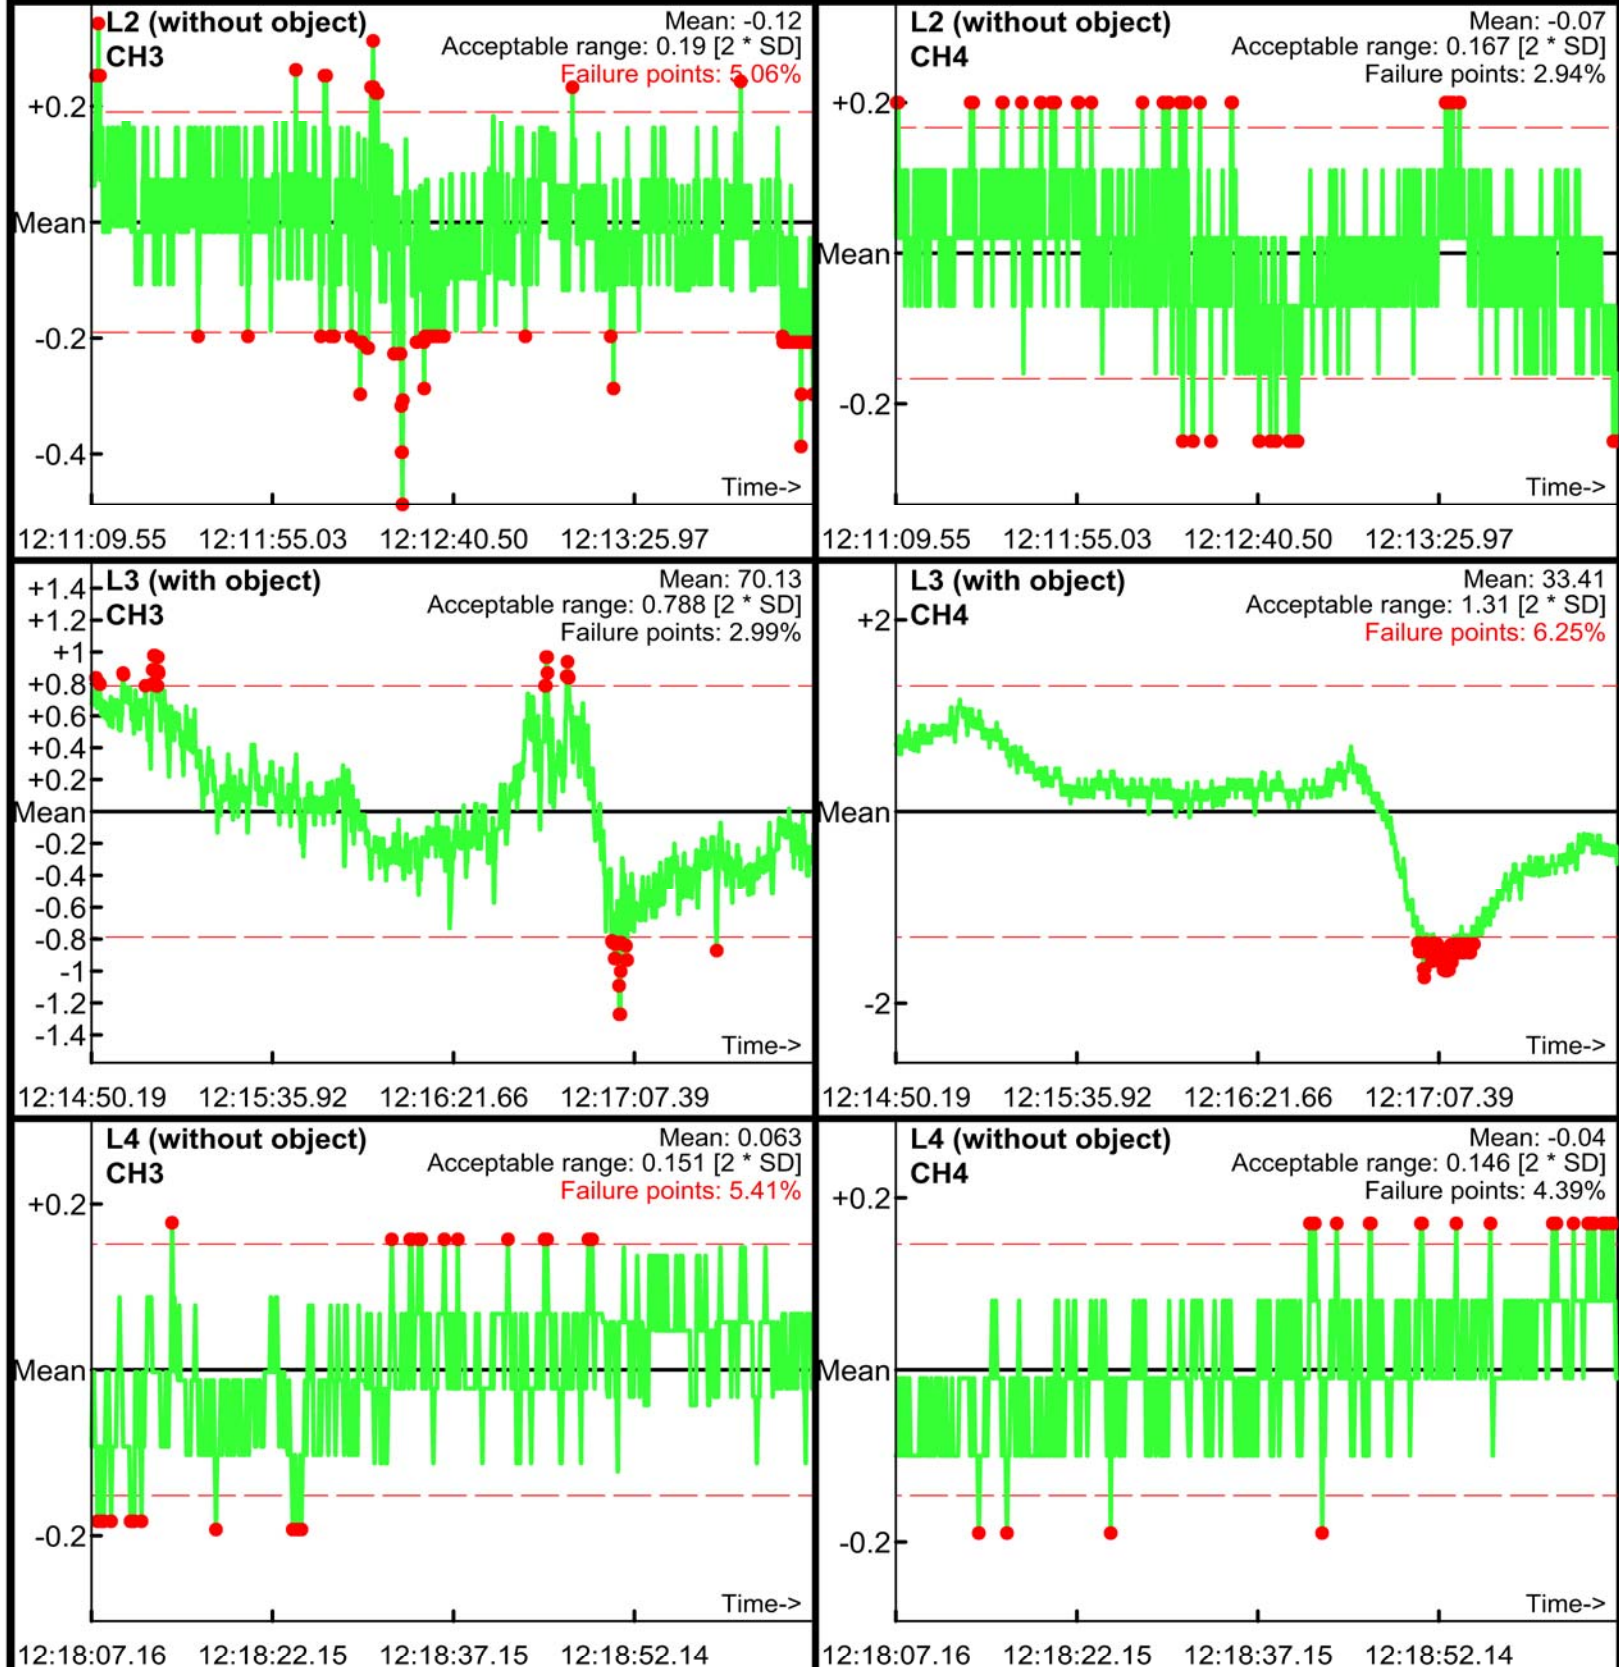 L2 (without object)
CH3
Mean: -0.12
Acceptable range: 0.19 [2 * SD]
Failure points: 5.06%
+0.2
Mean
-0.2
-0.4
Time->
12:11:09.55 12:11:55.03 12:12:40.50 12:13:25.97
L2 (without object)
CH4
Mean: -0.07
Acceptable range: 0.167 [2 * SD]
Failure points: 2.94%
+0.2
Mean
-0.2
Time->
12:11:09.55 12:11:55.03 12:12:40.50 12:13:25.97
L3 (with object)
CH3
Mean: 70.13
Acceptable range: 0.788 [2 * SD]
Failure points: 2.99%
+1.4
+1.2
+1
+0.8
+0.6
+0.4
+0.2
Mean
-0.2
-0.4
-0.6
-0.8
-1
-1.2
-1.4
Time->
12:14:50.19 12:15:35.92 12:16:21.66 12:17:07.39
L3 (with object)
CH4
Mean: 33.41
Acceptable range: 1.31 [2 * SD]
Failure points: 6.25%
+2
Mean
-2
Time->
12:14:50.19 12:15:35.92 12:16:21.66 12:17:07.39
L4 (without object)
CH3
Mean: 0.063
Acceptable range: 0.151 [2 * SD]
Failure points: 5.41%
+0.2
Mean
-0.2
Time->
12:18:07.16 12:18:22.15 12:18:37.15 12:18:52.14
L4 (without object)
CH4
Mean: -0.04
Acceptable range: 0.146 [2 * SD]
Failure points: 4.39%
+0.2
Mean
-0.2
Time->
12:18:07.16 12:18:22.15 12:18:37.15 12:18:52.14